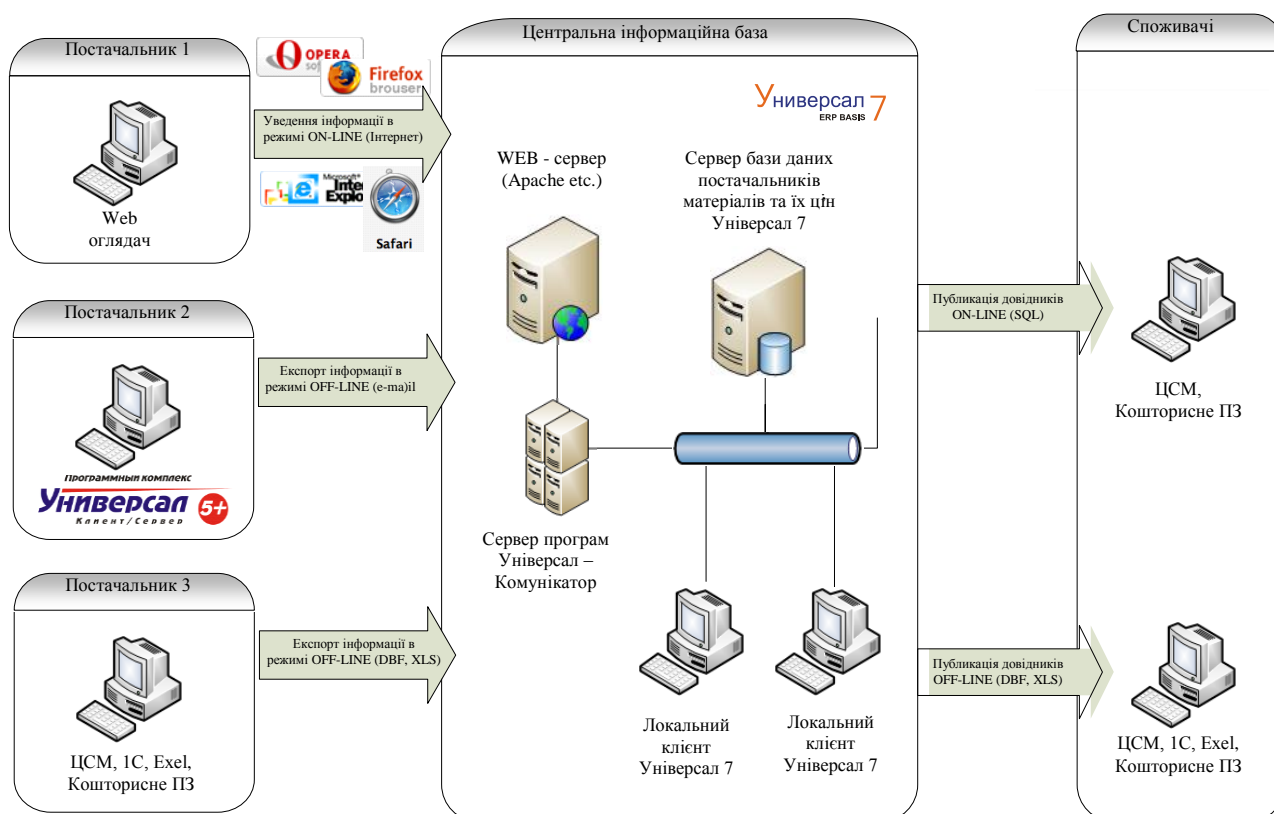 Постачальник 1
Web
оглядач
OPERA
software
Firefox
brouser
Уведення інформації в
режимі ON-LINE (Інтернет)
Microsoft
Safari
Постачальник 2
Программный комплекс
Универсал 5+
Клиент/Сервер
Експорт інформації в
режимі OFF-LINE (e-ma)il
Постачальник 3
ЦСМ, 1С, Exel,
Кошторисне ПЗ
Експорт інформації в
режимі OFF-LINE (DBF, XLS)
Центральна інформаційна база
Универсал 7
ERP BASIS
WEB - сервер
(Apache etc.)
Сервер бази даних
постачальників
матеріалів та їх цін
Універсал 7
Сервер програм
Універсал –
Комунікатор
Локальний
клієнт
Універсал 7
Локальний
клієнт
Універсал 7
Публикація довідників
ON-LINE (SQL)
Публикація довідників
OFF-LINE (DBF, XLS)
Споживачі
ЦСМ,
Кошторисне ПЗ
ЦСМ, 1С, Exel,
Кошторисне ПЗ